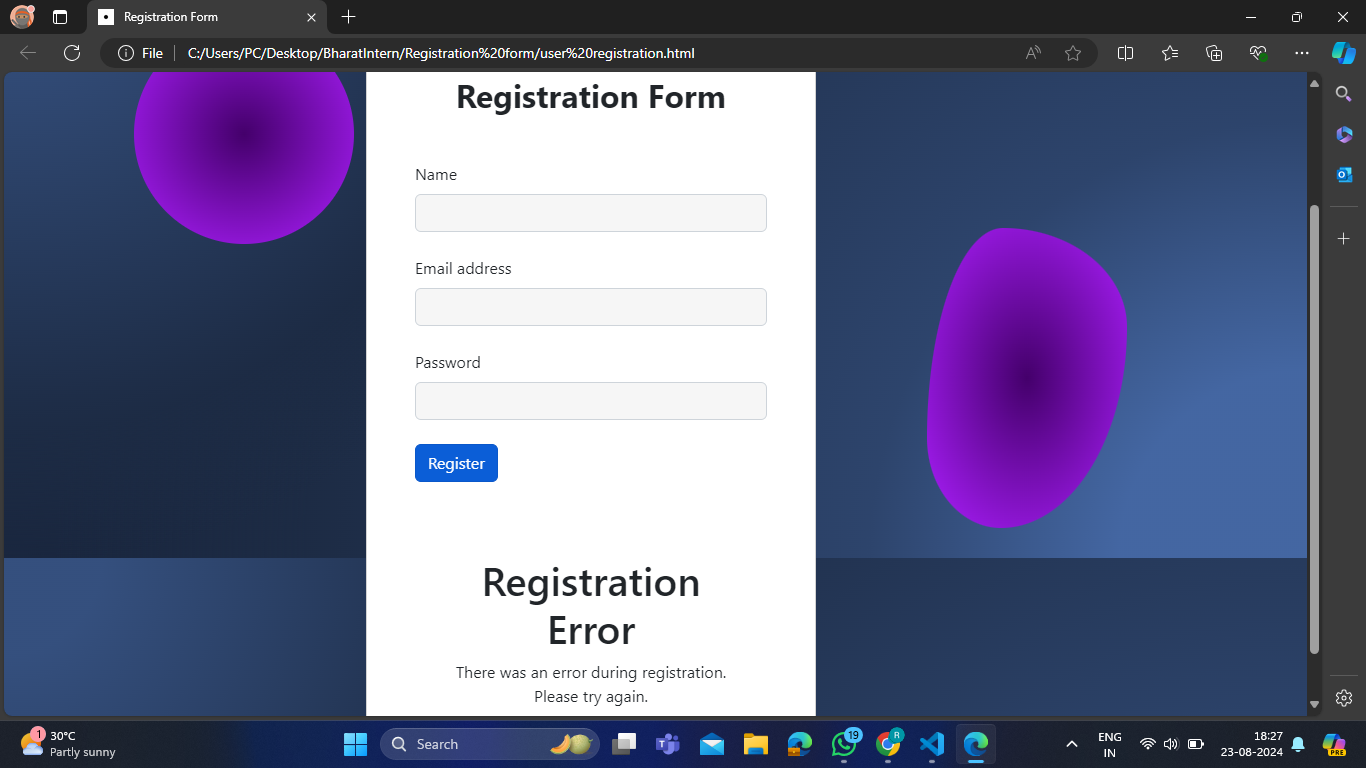 Registration Form
File
C:/Users/PC/Desktop/BharatIntern/Registration%20form/user%20registration.html
Registration Form
Name
Email address
Password
Register
Registration
Error
There was an error during registration.
Please try again.
1
30°C
Partly sunny
Search
19
R
PRE
ENG
IN
18:27
23-08-2024